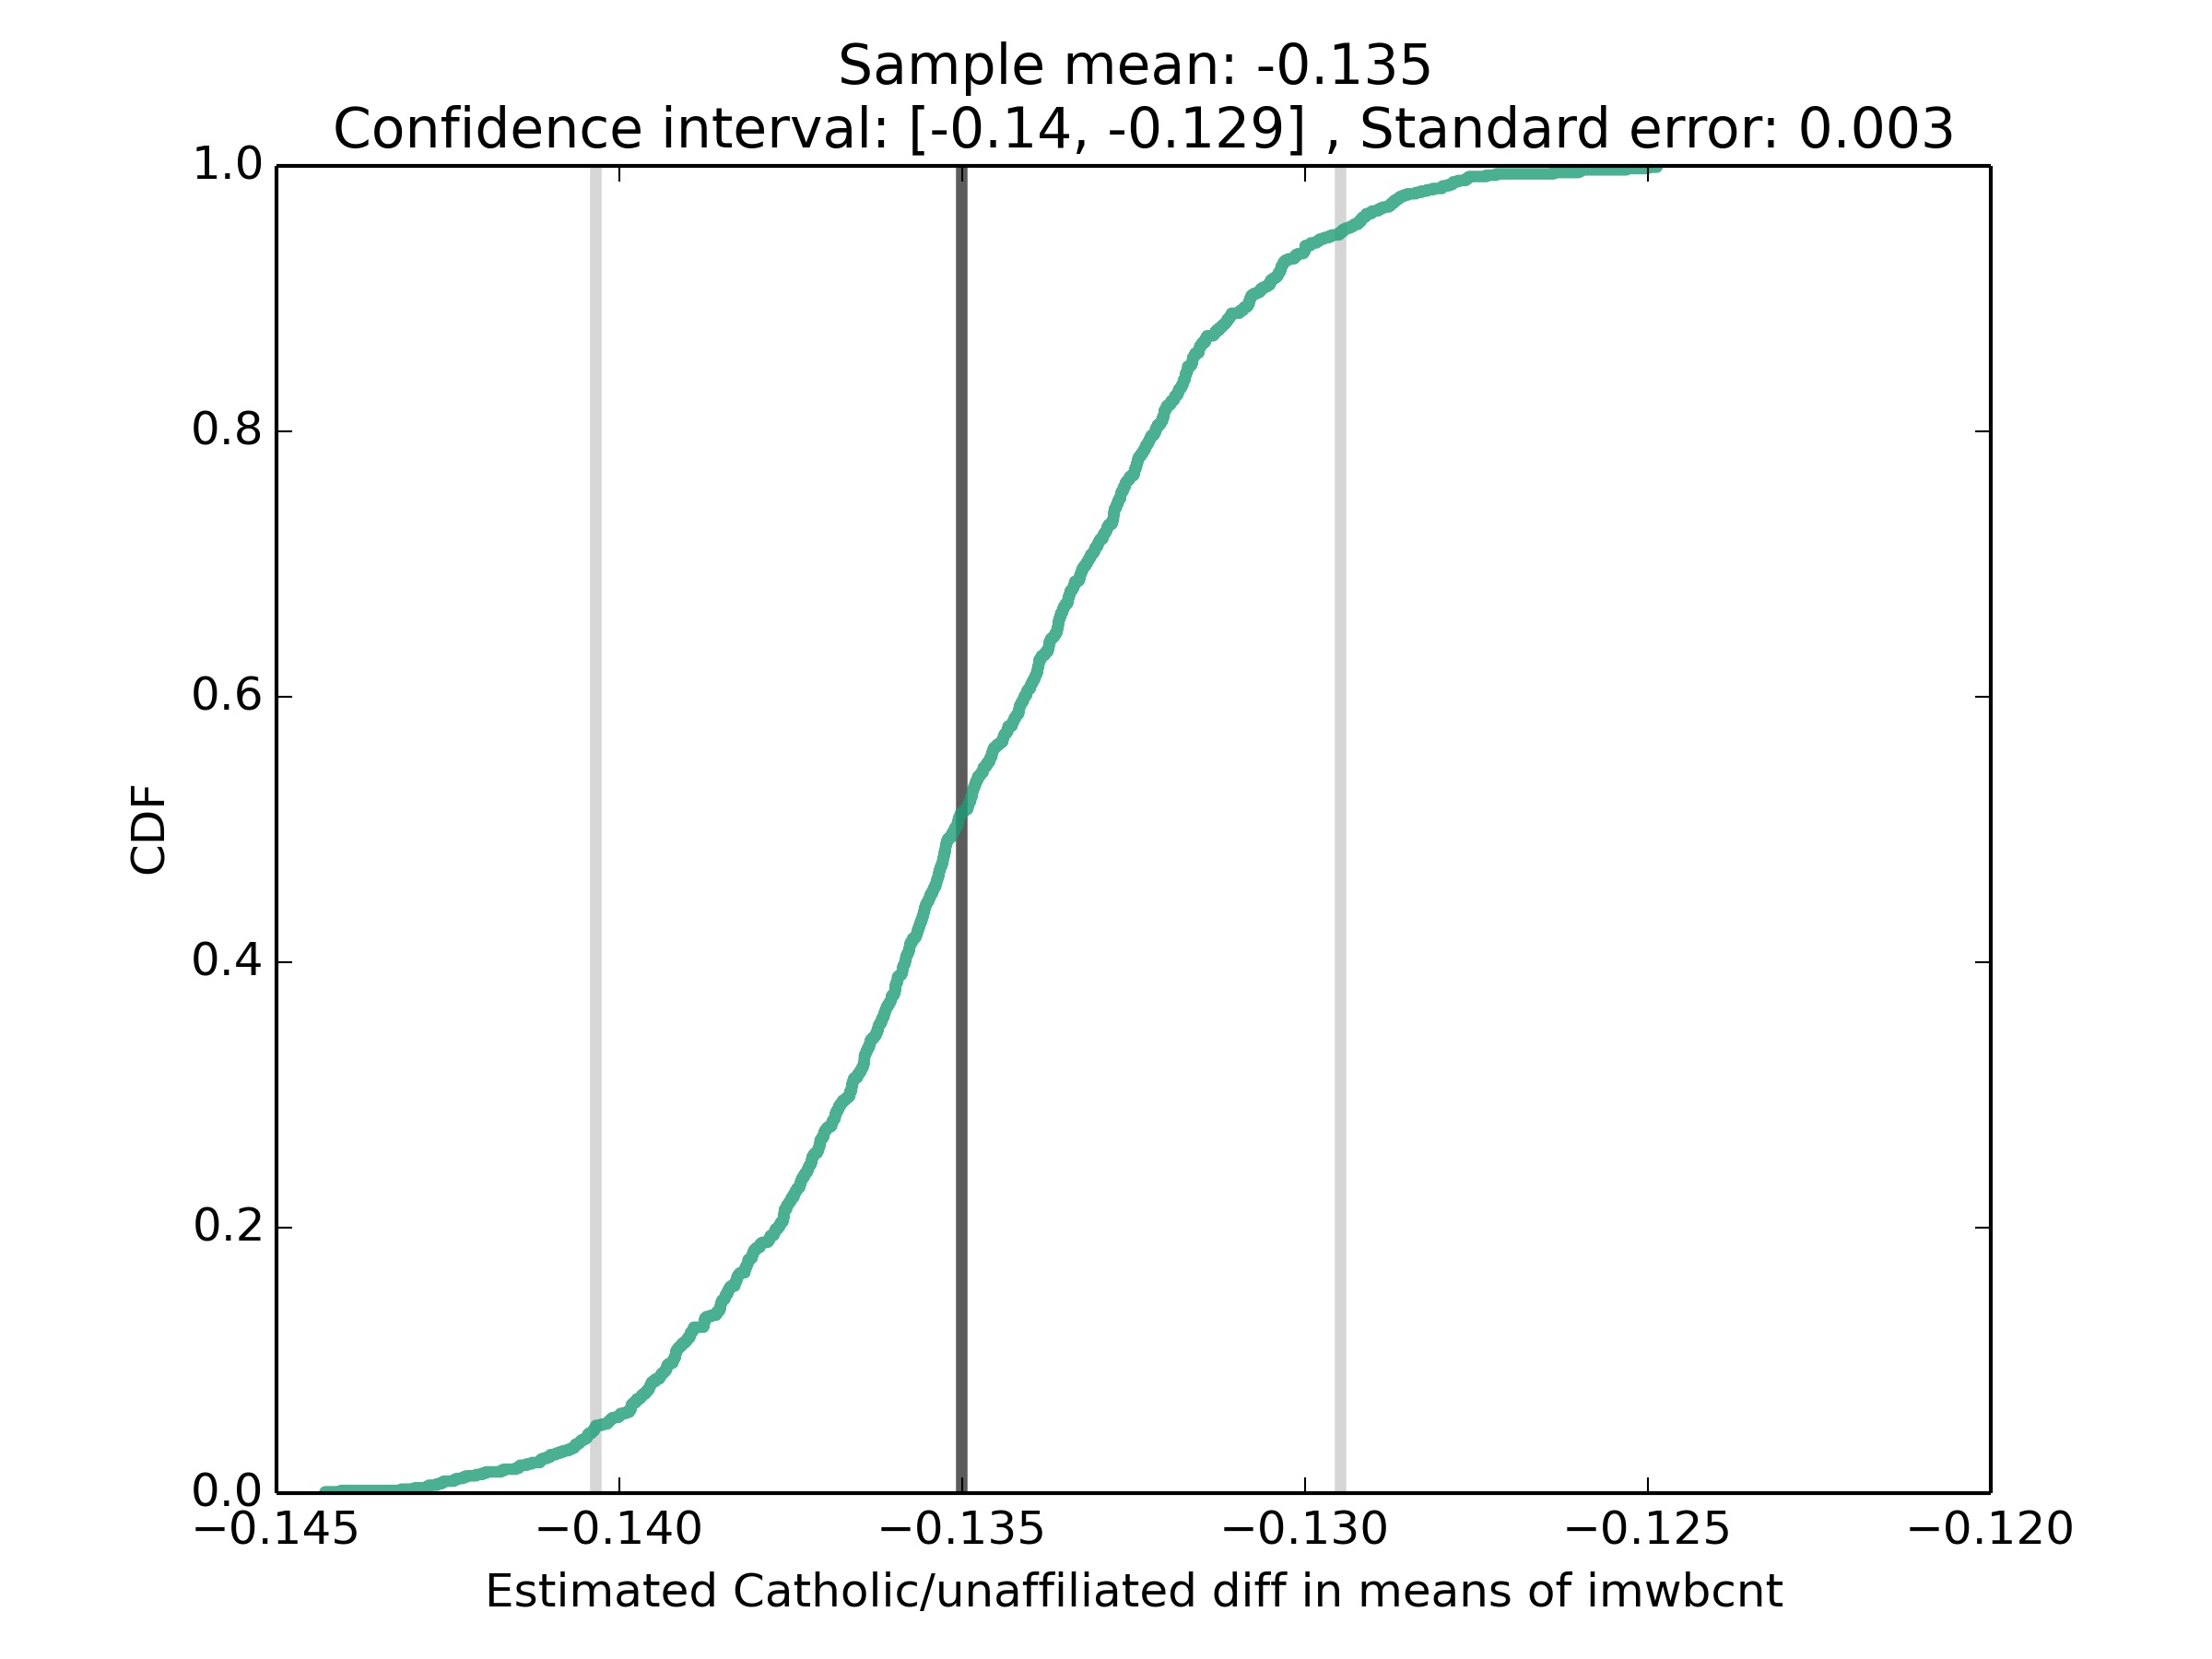 Sample mean: -0.135
Confidence interval: [-0.14, -0.129] , Standard error: 0.003
1.0
0.8
0.6
0.4
0.2
0.0
CDF
−0.145 −0.140 −0.135 −0.130 −0.125 −0.120
Estimated Catholic/unaffiliated diff in means of imwbcnt